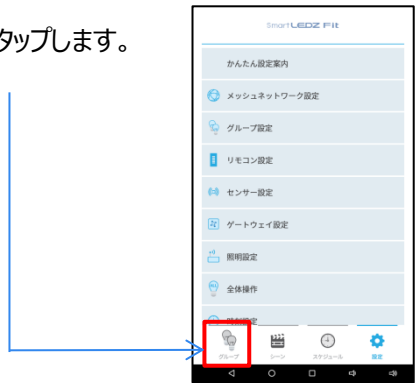 タップします。
Smart LEDZ Fit
かんたん設定案内
メッシュネットワーク設定
グループ設定
リモコン設定
センサー設定
ゲートウェイ設定
照明設定
全体操作
時刻設定
グループ
シーン
スケジュール
設定